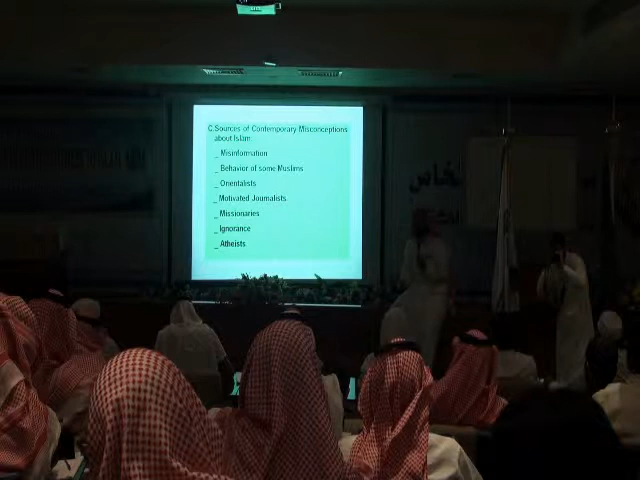 C.Sources of Contemporary Misconceptions
about Islam:
_ Misinformation
_ Behavior of some Muslims
_ Orientalists
_ Motivated Journalists
_ Missionaries
_ Ignorance
_ Atheists